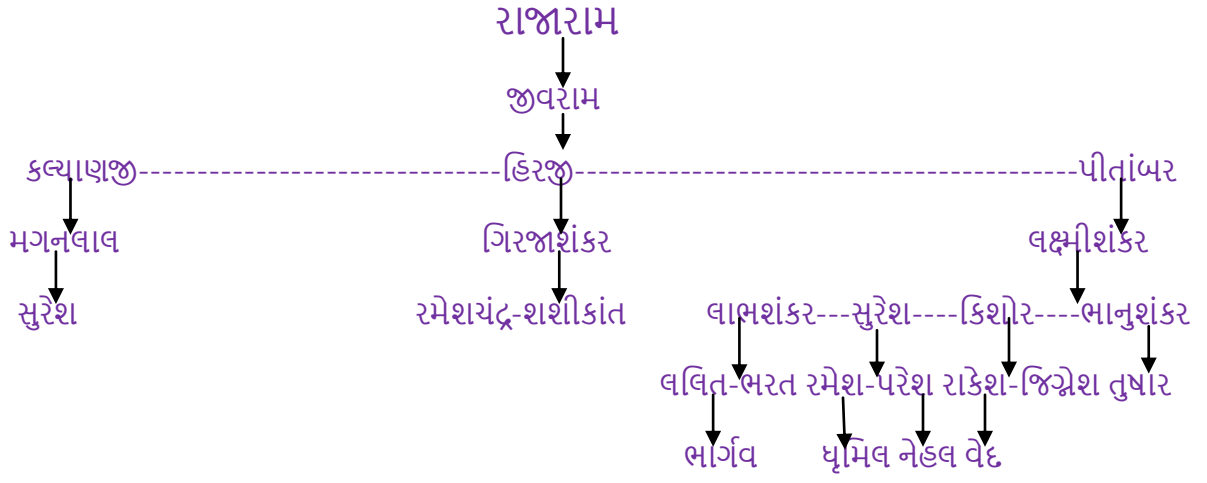 રાજારામ
જીવરામ
કલ્યાણજી-------------------------------હિરજી-------------------------------------------પીતાંબર
મગનલાલ ગિરજાશંકર લક્ષ્મીશંકર
સુરેશ રમેશચંદ્ર-શશીકાંત લાભશંકર---સુરેશ----કિશોર----ભાનુશંકર
લલિત-ભરત રમેશ-પરેશ રાકેશ-જિગ્નેશ તુષાર
ભાર્ગવ ધૃમિલ નેહલ વેદ